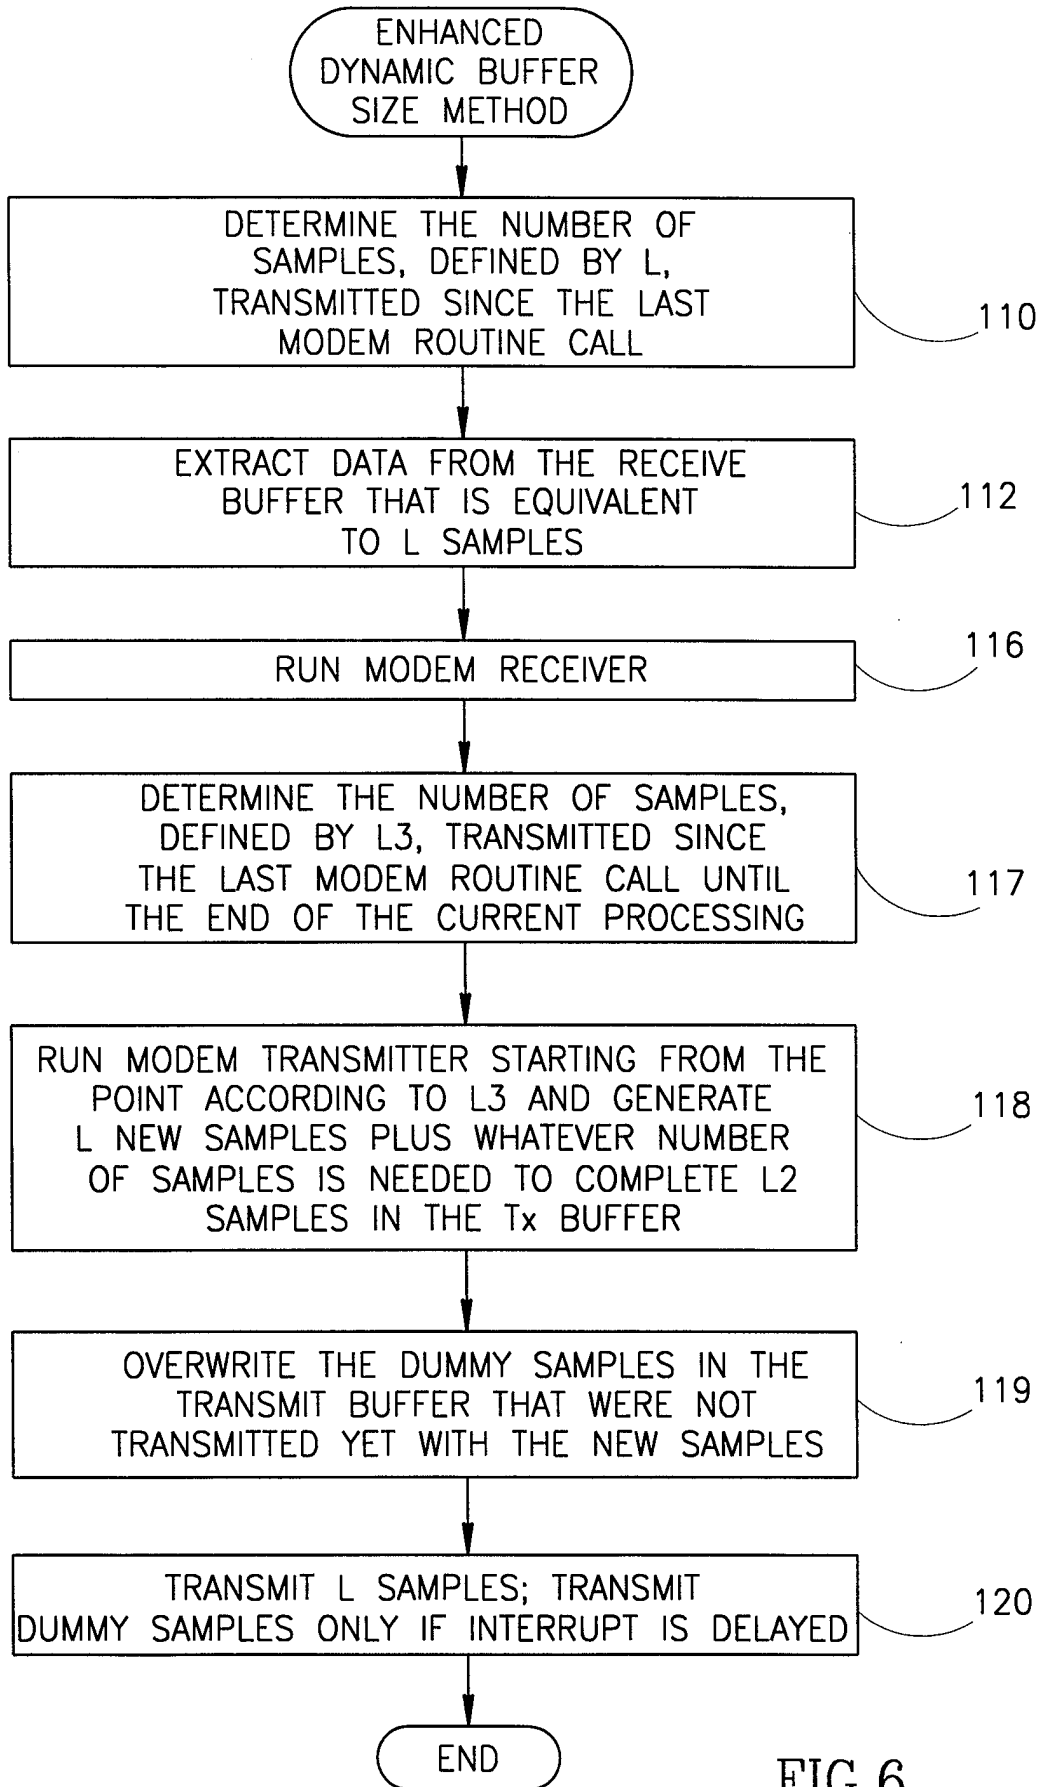 ENHANCED
DYNAMIC BUFFER
SIZE METHOD
DETERMINE THE NUMBER OF
SAMPLES, DEFINED BY L,
TRANSMITTED SINCE THE LAST
MODEM ROUTINE CALL
110
EXTRACT DATA FROM THE RECEIVE
BUFFER THAT IS EQUIVALENT
TO L SAMPLES
112
RUN MODEM RECEIVER
116
DETERMINE THE NUMBER OF SAMPLES,
DEFINED BY L3, TRANSMITTED SINCE
THE LAST MODEM ROUTINE CALL UNTIL
THE END OF THE CURRENT PROCESSING
117
RUN MODEM TRANSMITTER STARTING FROM THE
POINT ACCORDING TO L3 AND GENERATE
L NEW SAMPLES PLUS WHATEVER NUMBER
OF SAMPLES IS NEEDED TO COMPLETE L2
SAMPLES IN THE Tx BUFFER
118
OVERWRITE THE DUMMY SAMPLES IN THE
TRANSMIT BUFFER THAT WERE NOT
TRANSMITTED YET WITH THE NEW SAMPLES
119
TRANSMIT L SAMPLES; TRANSMIT
DUMMY SAMPLES ONLY IF INTERRUPT IS DELAYED
120
END
FIG.6